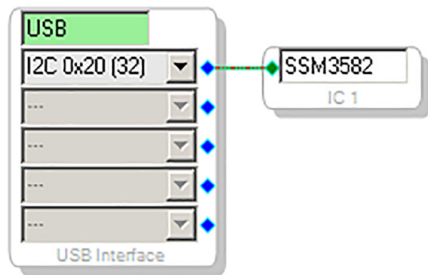 USB
I2C 0x20 (32)
---
---
---
---
USB Interface
SSM3582
IC 1